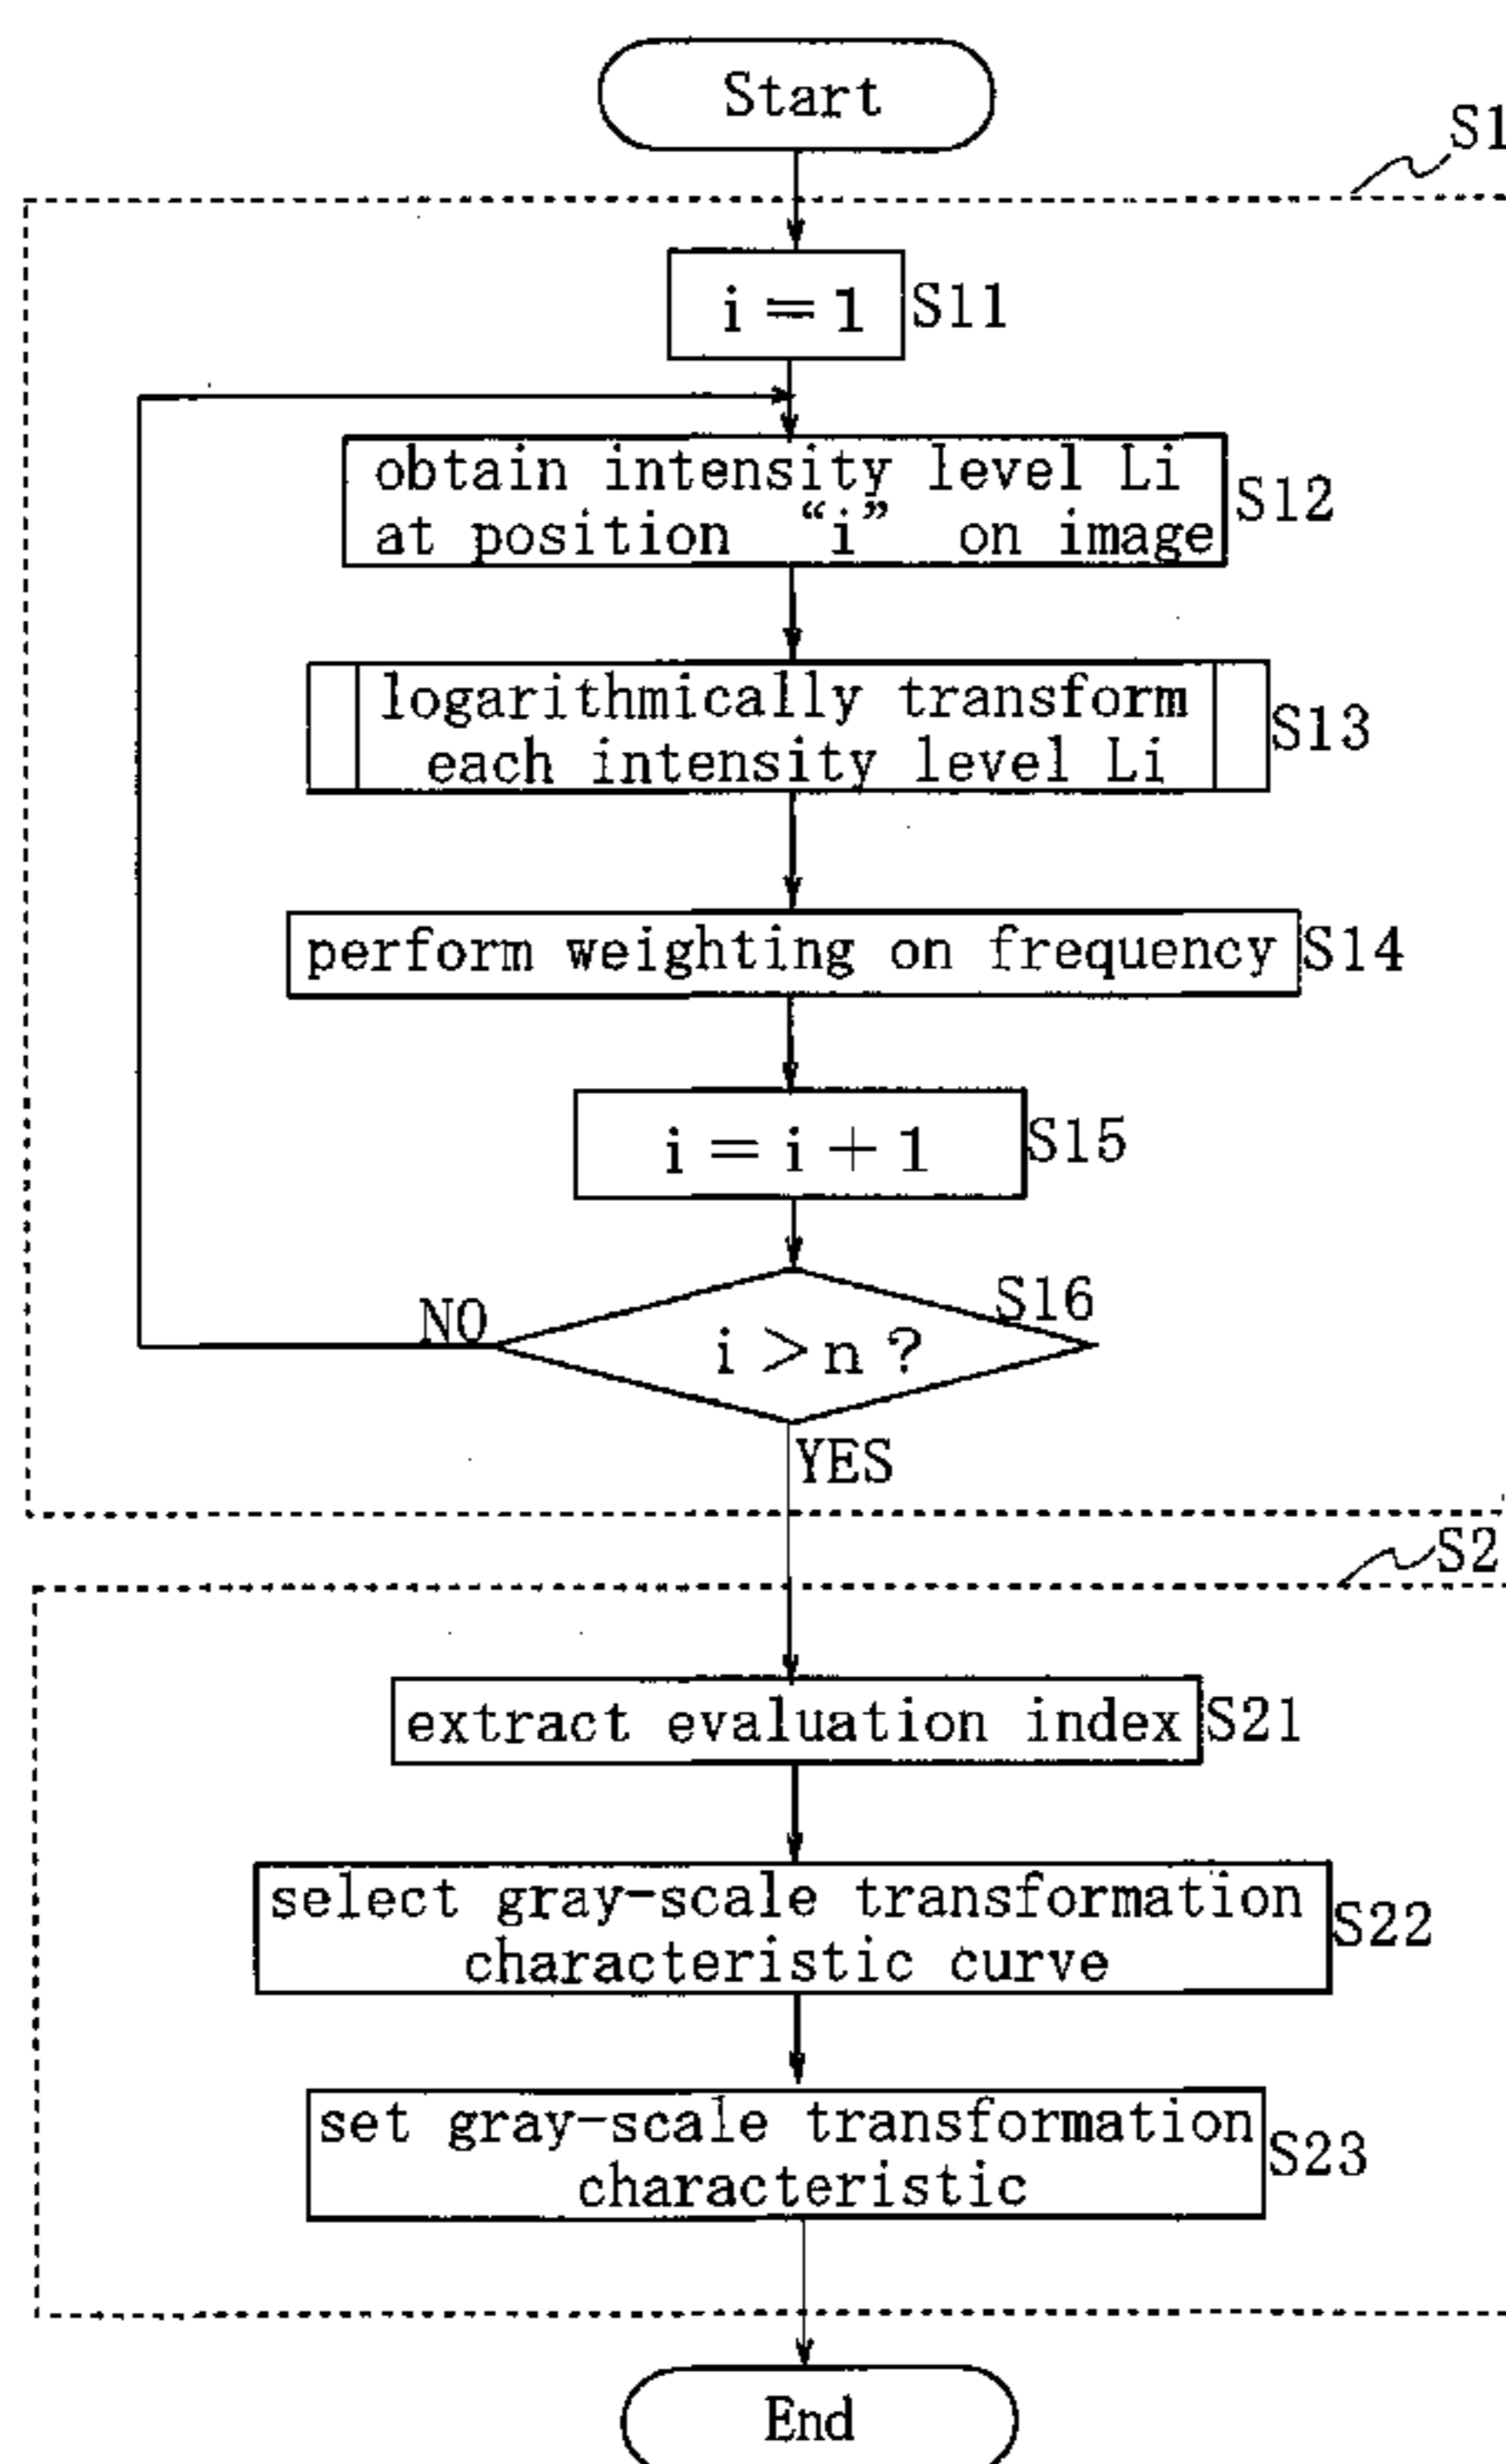 Start
S1
i = 1 S11
obtain intensity level Li
at position “i” on image S12
logarithmically transform
each intensity level Li S13
perform weighting on frequency S14
i = i + 1 S15
S16
NO
i > n ?
YES
S2
extract evaluation index S21
select gray-scale transformation
characteristic curve S22
set gray-scale transformation
characteristic S23
End